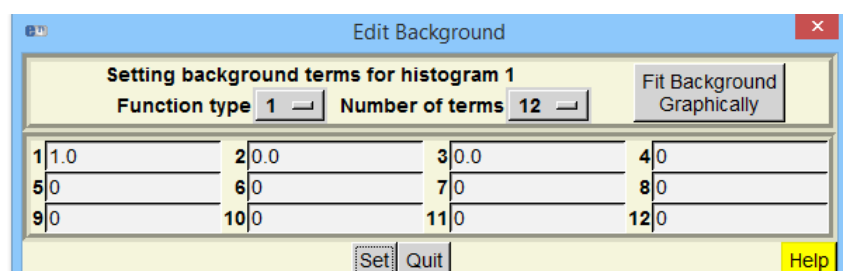 Edit Background
Setting background terms for histogram 1
Function type 1 Number of terms 12
Fit Background
Graphically
1 1.0 2 0.0 3 0.0 4 0
5 0 6 0 7 0 8 0
9 0 10 0 11 0 12 0
Set Quit Help